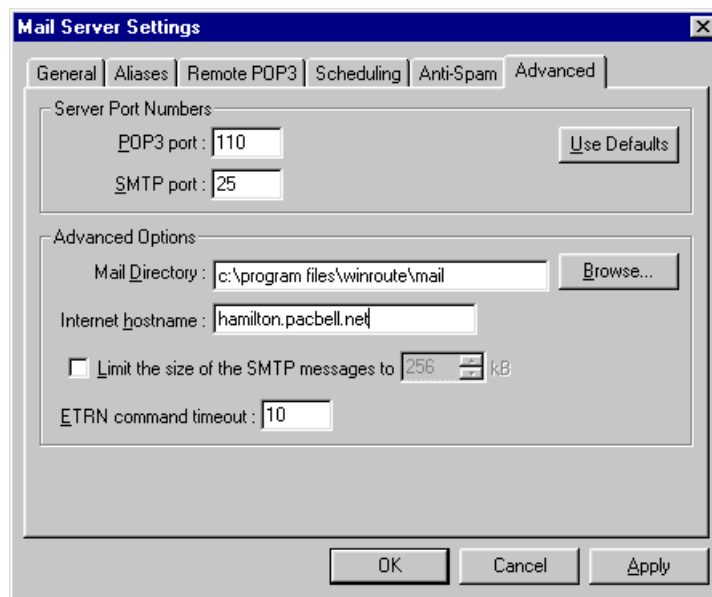 Mail Server Settings
General Aliases Remote POP3 Scheduling Anti-Spam Advanced
Server Port Numbers
POP3 port : 110 Use Defaults
SMTP port : 25
Advanced Options
Mail Directory : c:\program files\winroute\mail Browse...
Internet hostname : hamilton.pacbell.net
Limit the size of the SMTP messages to 256 kB
ETRN command timeout : 10
OK Cancel Apply